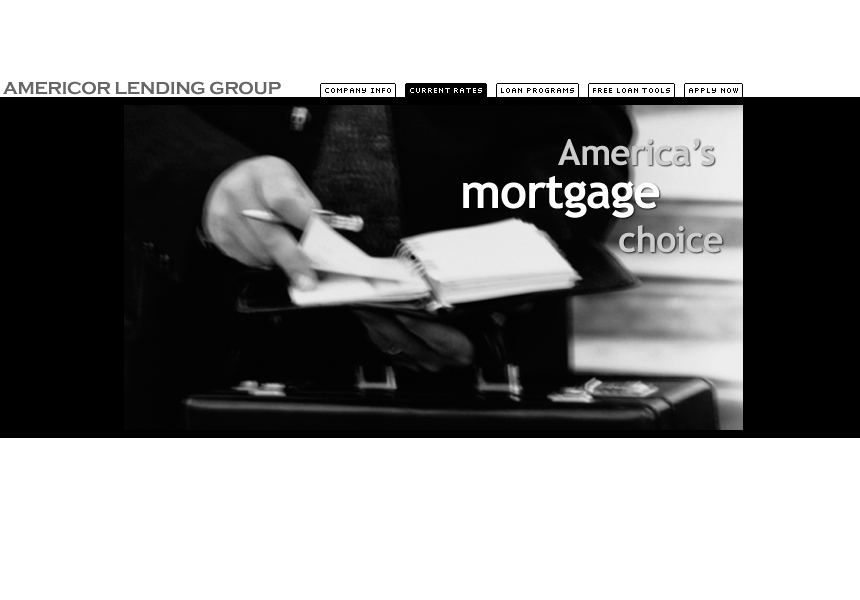 AMERICOR LENDING GROUP
COMPANY INFO
CURRENT RATES
LOAN PROGRAMS
FREE LOAN TOOLS
APPLY NOW
America's
mortgage
choice